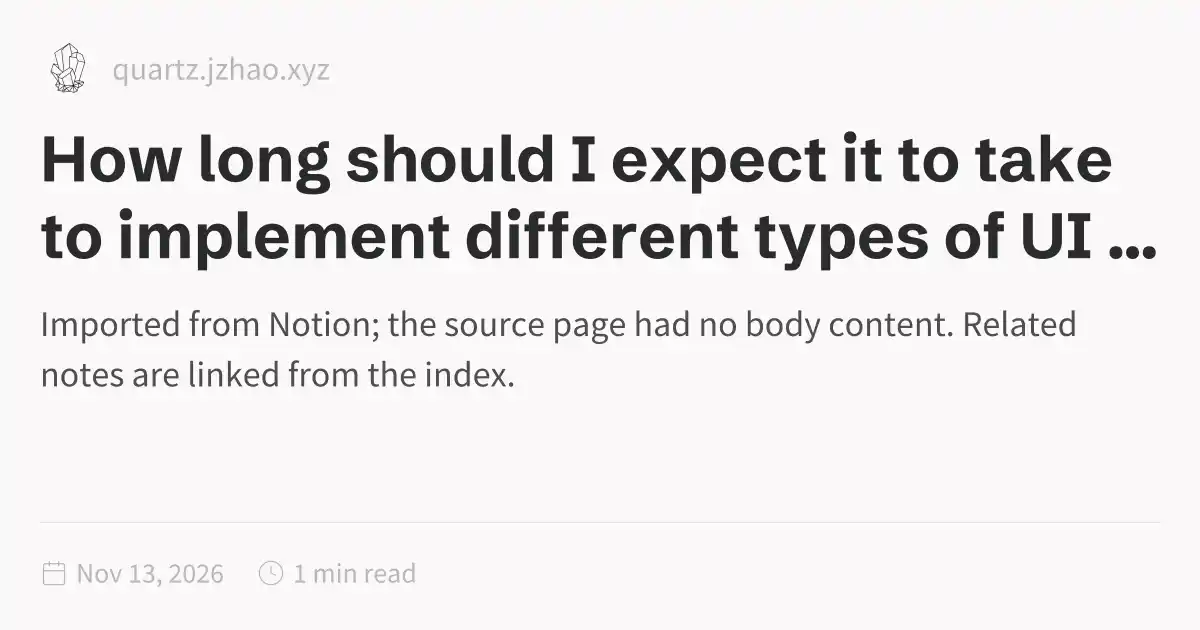 quartz.jzhao.xyz
How long should I expect it to take
to implement different types of UI ...
Imported from Notion; the source page had no body content. Related
notes are linked from the index.
Nov 13, 2026 1 min read